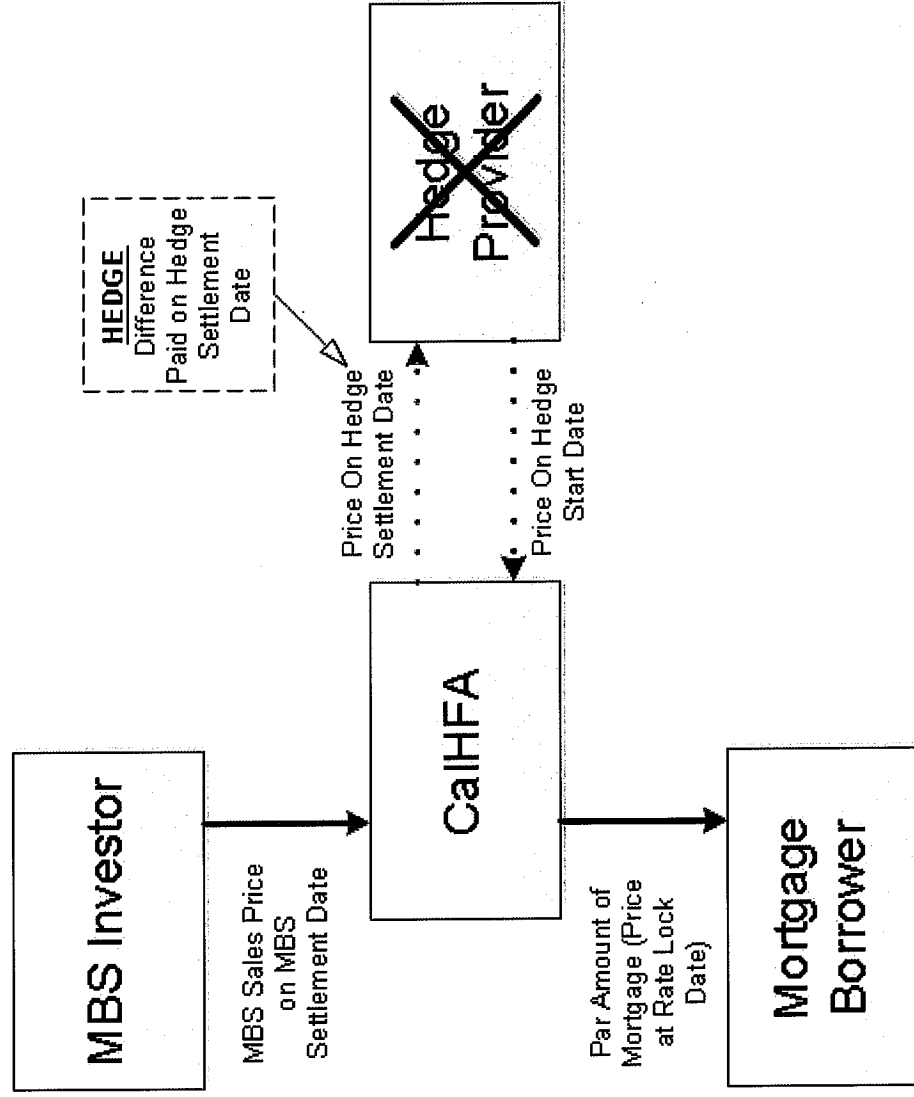 MBS Investor
MBS Sales Price
on MBS
Settlement Date
CalHFA
Par Amount of
Mortgage (Price
at Rate Lock
Date)
Mortgage
Borrower
HEDGE
Difference
Paid on Hedge
Settlement
Date
Price On Hedge
Settlement Date
Price On Hedge
Start Date
Hedge
Provider